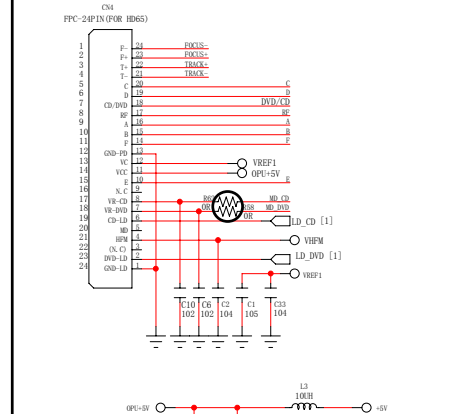 CN4
FPC-24PIN(FOR HD65)
1 F- 24 FOCUS-
2 F+ 23 FOCUS+
3 T+ 22 TRACK+
4 T- 21 TRACK-
5 C 20 C
6 D 19 D
7 CD/DVD 18 DVD/CD
8 RF 17 RF
9 A 16 A
10 B 15 B
11 F 14 F
12 GND-PD 13
13 VC 12 VREF1
14 VCC 11 OPU+5V
15 E 10 E
16 N.C 9
17 VR-CD 8 MD_CD
18 VR-DVD 7 0R R58 MD_DVD
0R
19 CD-LD 6 LD_CD [1]
20 MD 5
21 HFM 4 VHFM
22 (N.C) 3
23 DVD-LD 2 LD_DVD [1]
24 GND-LD 1
VREF1
C10 C6 C2 C1 C33
102 102 104 105 104
L3
10UH
OPU+5V +5V